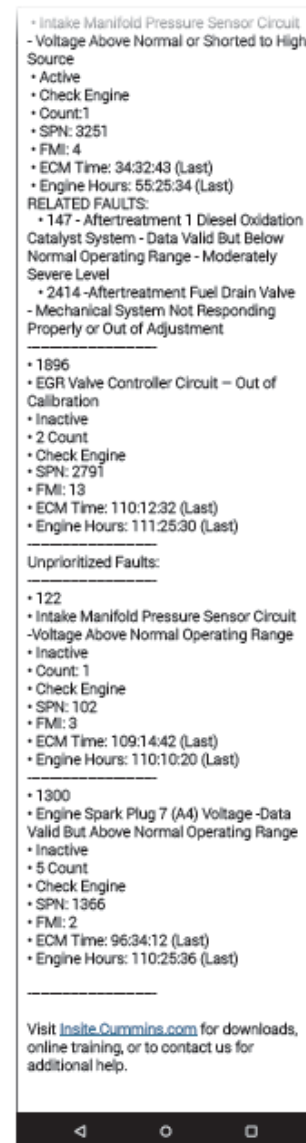 • Intake Manifold Pressure Sensor Circuit
- Voltage Above Normal or Shorted to High
Source
• Active
• Check Engine
• Count:1
• SPN: 3251
• FMI: 4
• ECM Time: 34:32:43 (Last)
• Engine Hours: 55:25:34 (Last)
RELATED FAULTS:
• 147 - Aftertreatment 1 Diesel Oxidation
Catalyst System - Data Valid But Below
Normal Operating Range - Moderately
Severe Level
• 2414 -Aftertreatment Fuel Drain Valve
- Mechanical System Not Responding
Properly or Out of Adjustment
--------------------------------
• 1896
• EGR Valve Controller Circuit – Out of
Calibration
• Inactive
• 2 Count
• Check Engine
• SPN: 2791
• FMI: 13
• ECM Time: 110:12:32 (Last)
• Engine Hours: 111:25:30 (Last)
--------------------------------
Unprioritized Faults:
--------------------------------
• 122
• Intake Manifold Pressure Sensor Circuit
-Voltage Above Normal Operating Range
• Inactive
• Count: 1
• Check Engine
• SPN: 102
• FMI: 3
• ECM Time: 109:14:42 (Last)
• Engine Hours: 110:10:20 (Last)
--------------------------------
• 1300
• Engine Spark Plug 7 (A4) Voltage -Data
Valid But Above Normal Operating Range
• Inactive
• 5 Count
• Check Engine
• SPN: 1366
• FMI: 2
• ECM Time: 96:34:12 (Last)
• Engine Hours: 110:25:36 (Last)
--------------------------------
Visit Insite.Cummins.com for downloads,
online training, or to contact us for
additional help.